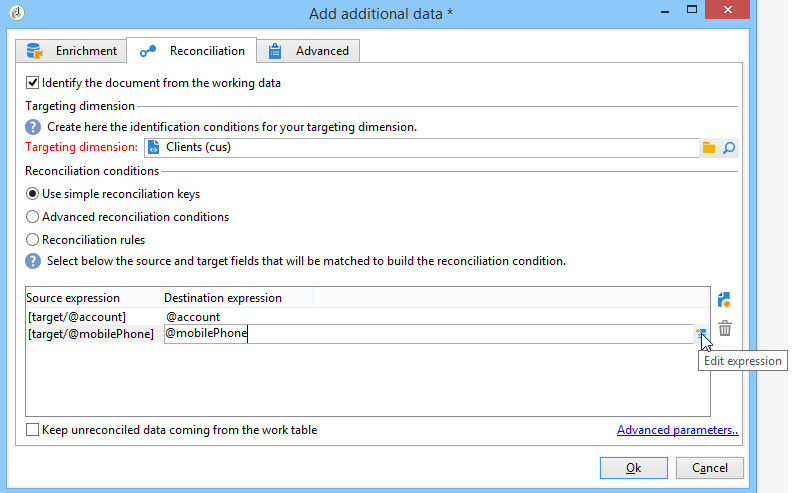 Add additional data *
Enrichment Reconciliation Advanced
Identify the document from the working data
Targeting dimension
Create here the identification conditions for your targeting dimension.
Targeting dimension: Clients (cus)
Reconciliation conditions
Use simple reconciliation keys
Advanced reconciliation conditions
Reconciliation rules
Select below the source and target fields that will be matched to build the reconciliation condition.
Source expression Destination expression
[target/@account] @account
[target/@mobilePhone] @mobilePhone
Edit expression
Keep unreconciled data coming from the work table Advanced parameters..
Ok Cancel